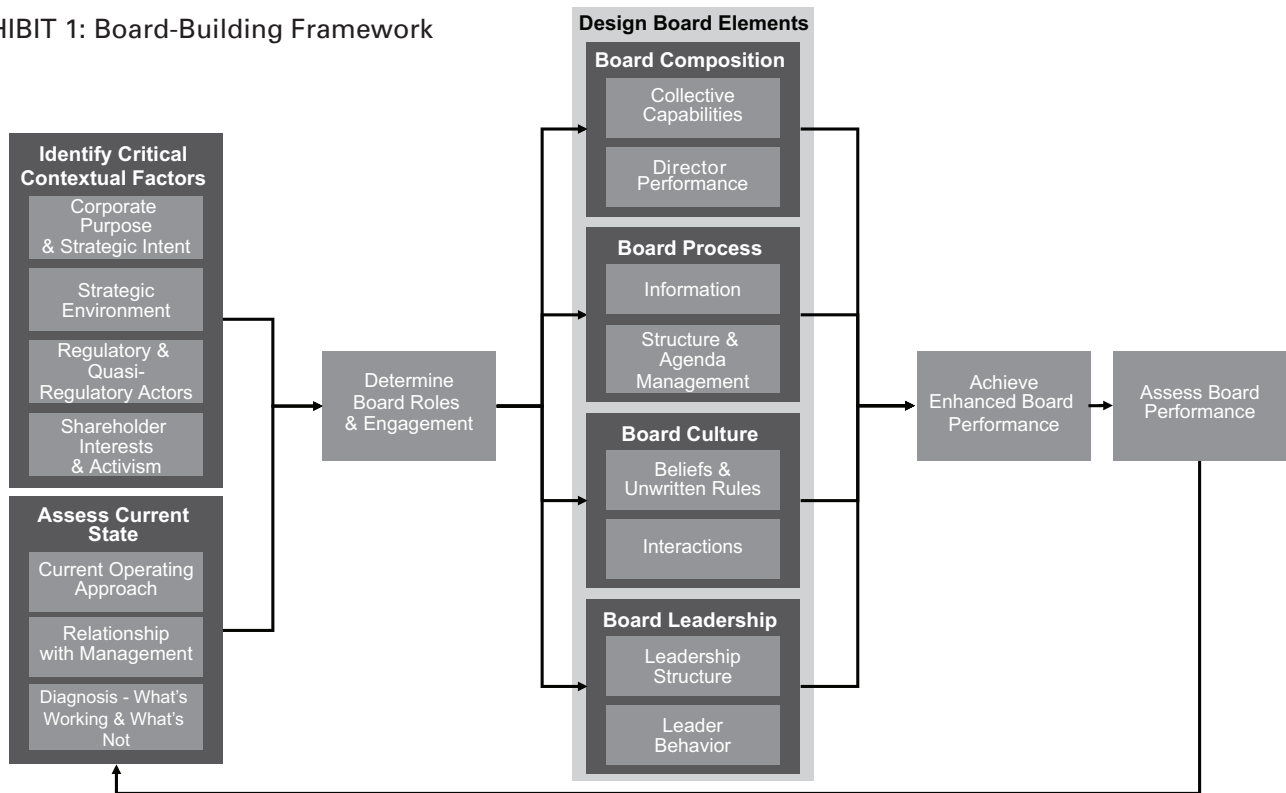 HIBIT 1: Board-Building Framework
Identify Critical
Contextual Factors
Corporate
Purpose
& Strategic Intent
Strategic
Environment
Regulatory &
Quasi-
Regulatory Actors
Shareholder
Interests
& Activism
Assess Current
State
Current Operating
Approach
Relationship
with Management
Diagnosis - What's
Working & What's
Not
Determine
Board Roles
& Engagement
Design Board Elements
Board Composition
Collective
Capabilities
Director
Performance
Board Process
Information
Structure &
Agenda
Management
Board Culture
Beliefs &
Unwritten Rules
Interactions
Board Leadership
Leadership
Structure
Leader
Behavior
Achieve
Enhanced Board
Performance
Assess Board
Performance